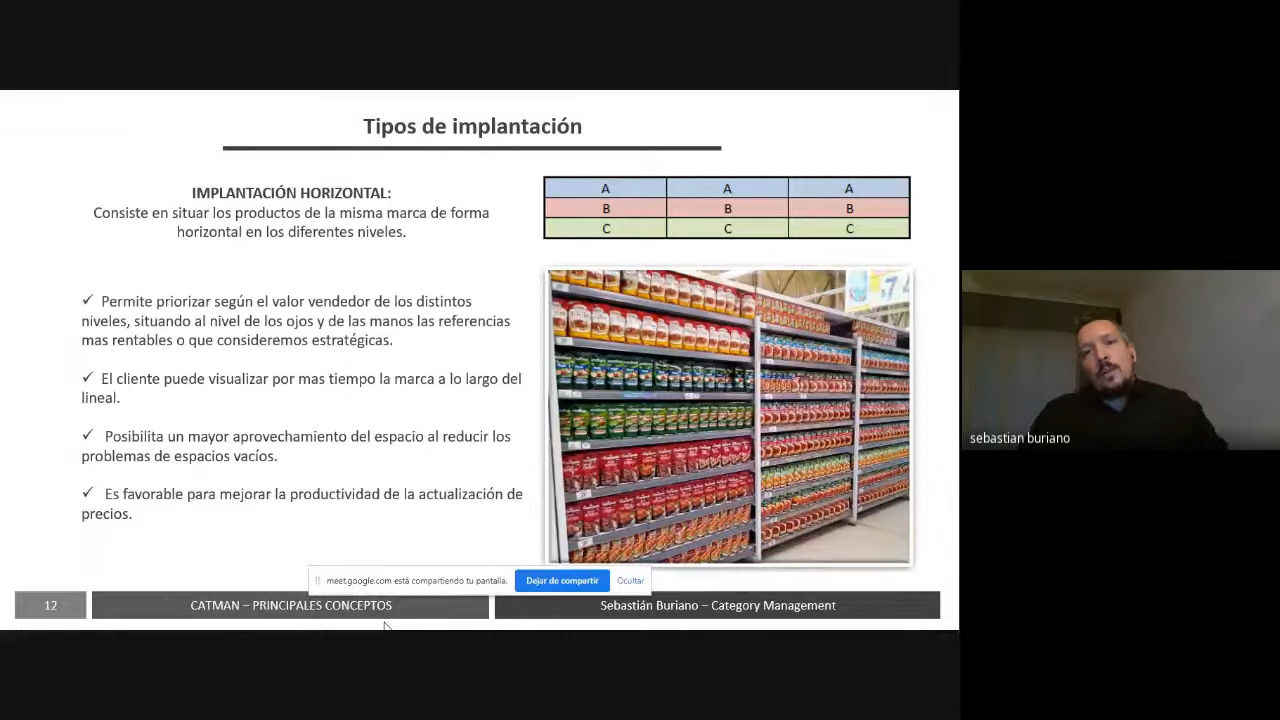 Tipos de implantación
IMPLANTACIÓN HORIZONTAL:
Consiste en situar los productos de la misma marca de forma
horizontal en los diferentes niveles.
A A A
B B B
C C C
✓ Permite priorizar según el valor vendedor de los distintos
niveles, situando al nivel de los ojos y de las manos las referencias
mas rentables o que consideremos estratégicas.
✓ El cliente puede visualizar por mas tiempo la marca a lo largo del
lineal.
✓ Posibilita un mayor aprovechamiento del espacio al reducir los
problemas de espacios vacíos.
✓ Es favorable para mejorar la productividad de la actualización de
precios.
sebastian buriano
meet.google.com está compartiendo tu pantalla. Dejar de compartir Ocultar
12 CATMAN – PRINCIPALES CONCEPTOS Sebastián Buriano – Category Management